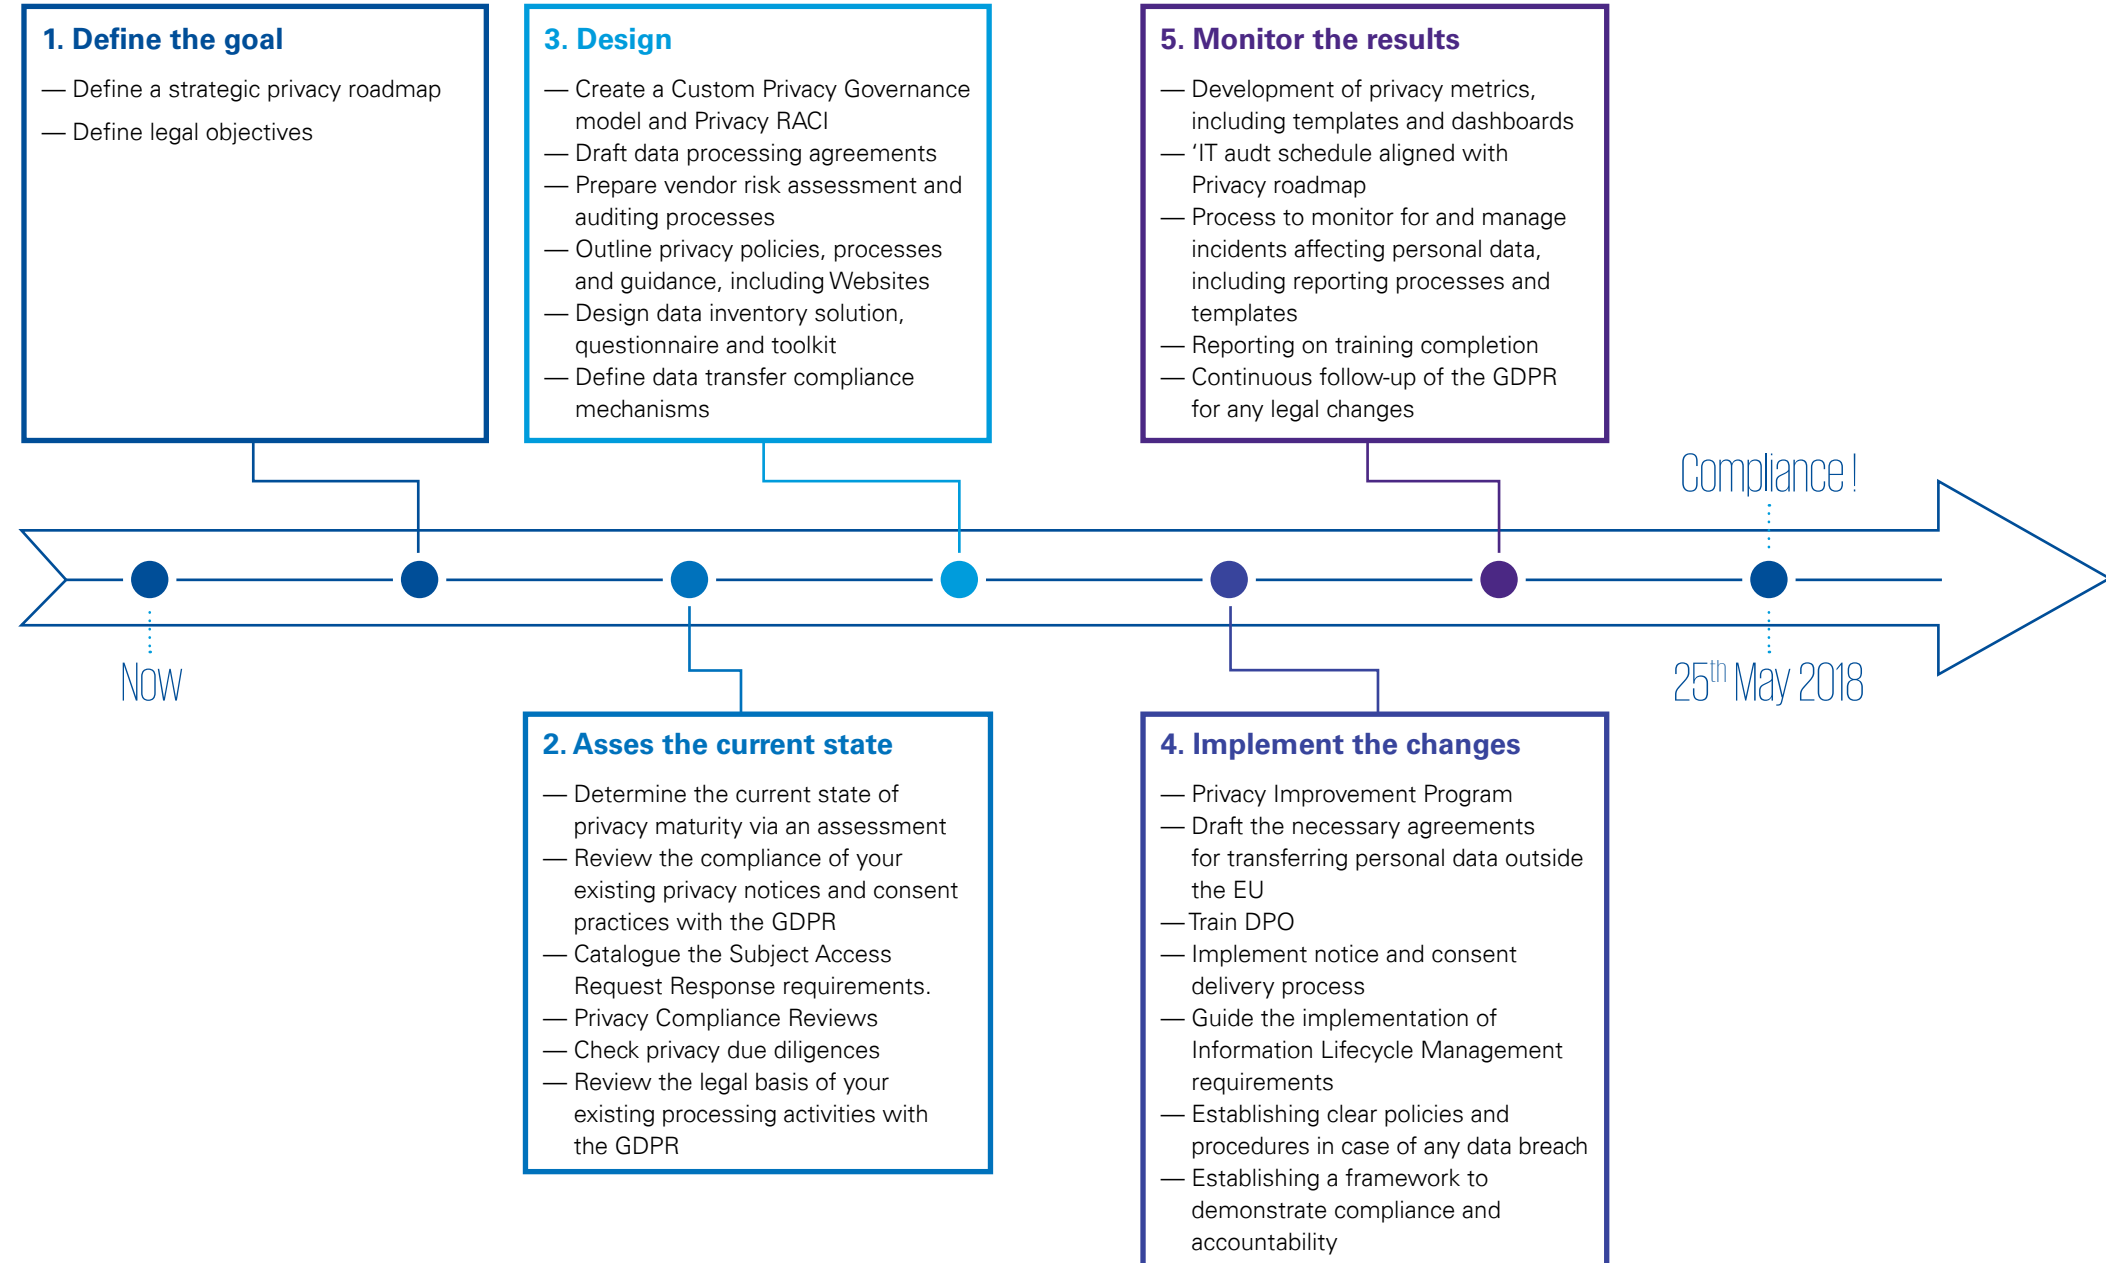 1. Define the goal
— Define a strategic privacy roadmap
— Define legal objectives
3. Design
— Create a Custom Privacy Governance
model and Privacy RACI
— Draft data processing agreements
— Prepare vendor risk assessment and
auditing processes
— Outline privacy policies, processes
and guidance, including Websites
— Design data inventory solution,
questionnaire and toolkit
— Define data transfer compliance
mechanisms
5. Monitor the results
— Development of privacy metrics,
including templates and dashboards
— ‘IT audt schedule aligned with
Privacy roadmap
— Process to monitor for and manage
incidents affecting personal data,
including reporting processes and
templates
— Reporting on training completion
— Continuous follow-up of the GDPR
for any legal changes
Compliance !
Now
25th May 2018
2. Asses the current state
— Determine the current state of
privacy maturity via an assessment
— Review the compliance of your
existing privacy notices and consent
practices with the GDPR
— Catalogue the Subject Access
Request Response requirements.
— Privacy Compliance Reviews
— Check privacy due diligences
— Review the legal basis of your
existing processing activities with
the GDPR
4. Implement the changes
— Privacy Improvement Program
— Draft the necessary agreements
for transferring personal data outside
the EU
— Train DPO
— Implement notice and consent
delivery process
— Guide the implementation of
Information Lifecycle Management
requirements
— Establishing clear policies and
procedures in case of any data breach
— Establishing a framework to
demonstrate compliance and
accountability